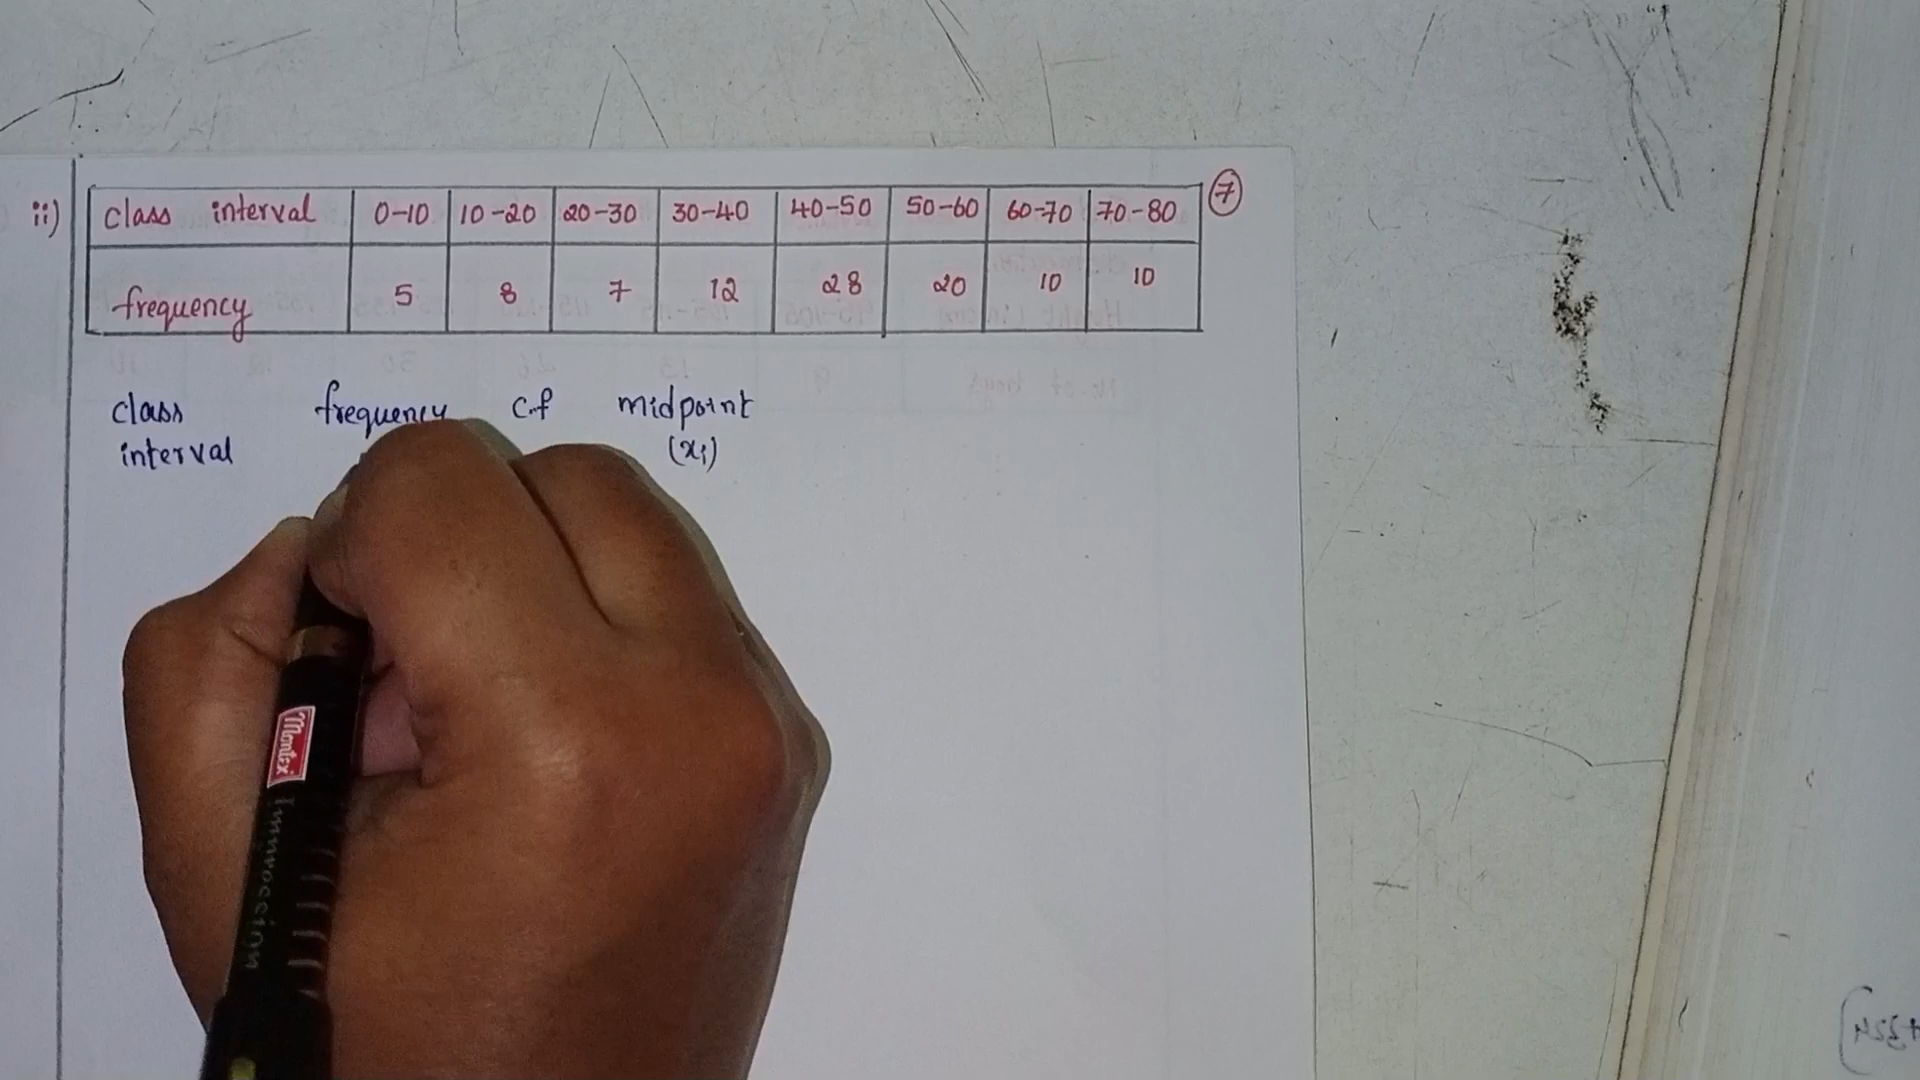 ii) class interval 0-10 10-20 20-30 30-40 40-50 50-60 60-70 70-80 7
frequency 5 8 7 12 28 20 10 10
class frequency c.f midpoint
interval (xi)
Montex